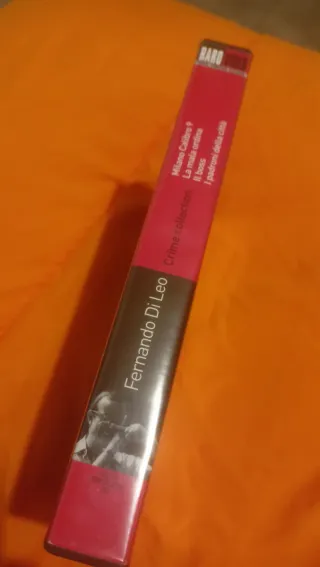 RARO
Milano Calibro 9
La mala ordina
Il boss
I padroni della città
Crime collection
Fernando Di Leo